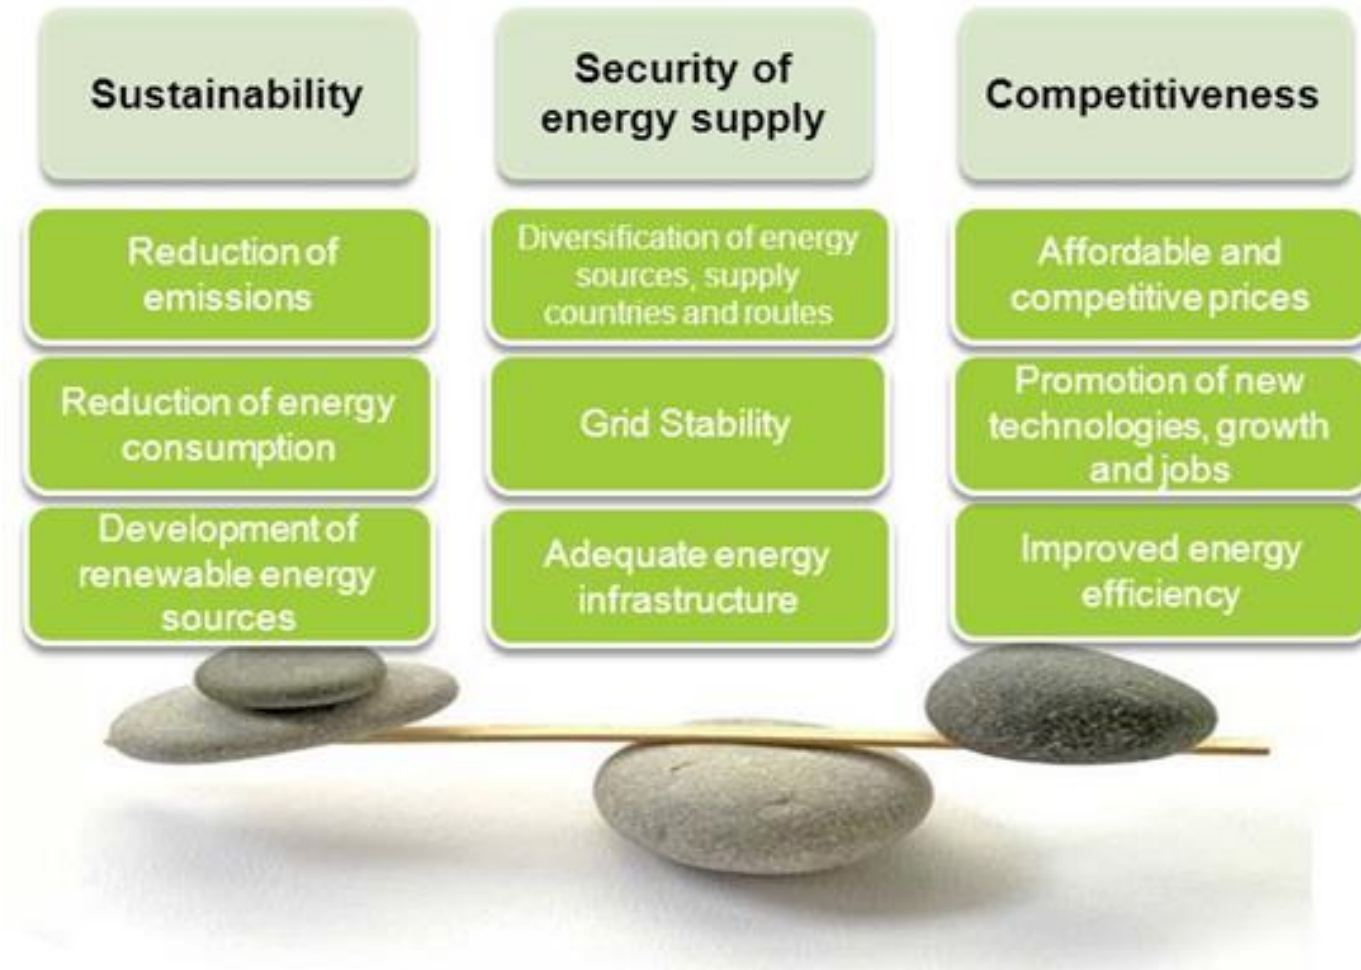 Sustainability
Security of
energy supply
Competitiveness
Reduction of
emissions
Diversification of energy
sources, supply
countries and routes
Affordable and
competitive prices
Reduction of energy
consumption
Grid Stability
Promotion of new
technologies, growth
and jobs
Development of
renewable energy
sources
Adequate energy
infrastructure
Improved energy
efficiency